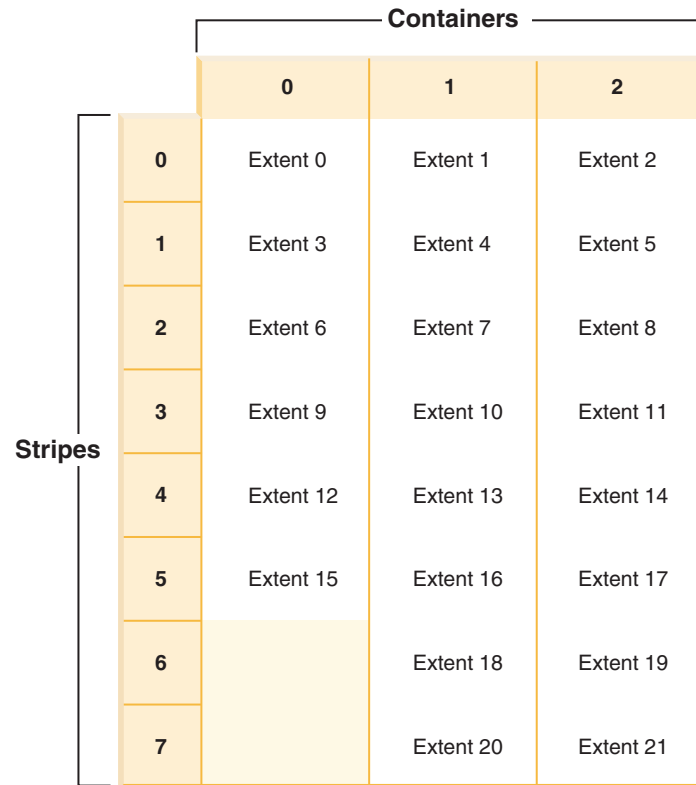 Containers
0 1 2
0 Extent 0 Extent 1 Extent 2
1 Extent 3 Extent 4 Extent 5
2 Extent 6 Extent 7 Extent 8
3 Extent 9 Extent 10 Extent 11
Stripes
4 Extent 12 Extent 13 Extent 14
5 Extent 15 Extent 16 Extent 17
6 Extent 18 Extent 19
7 Extent 20 Extent 21